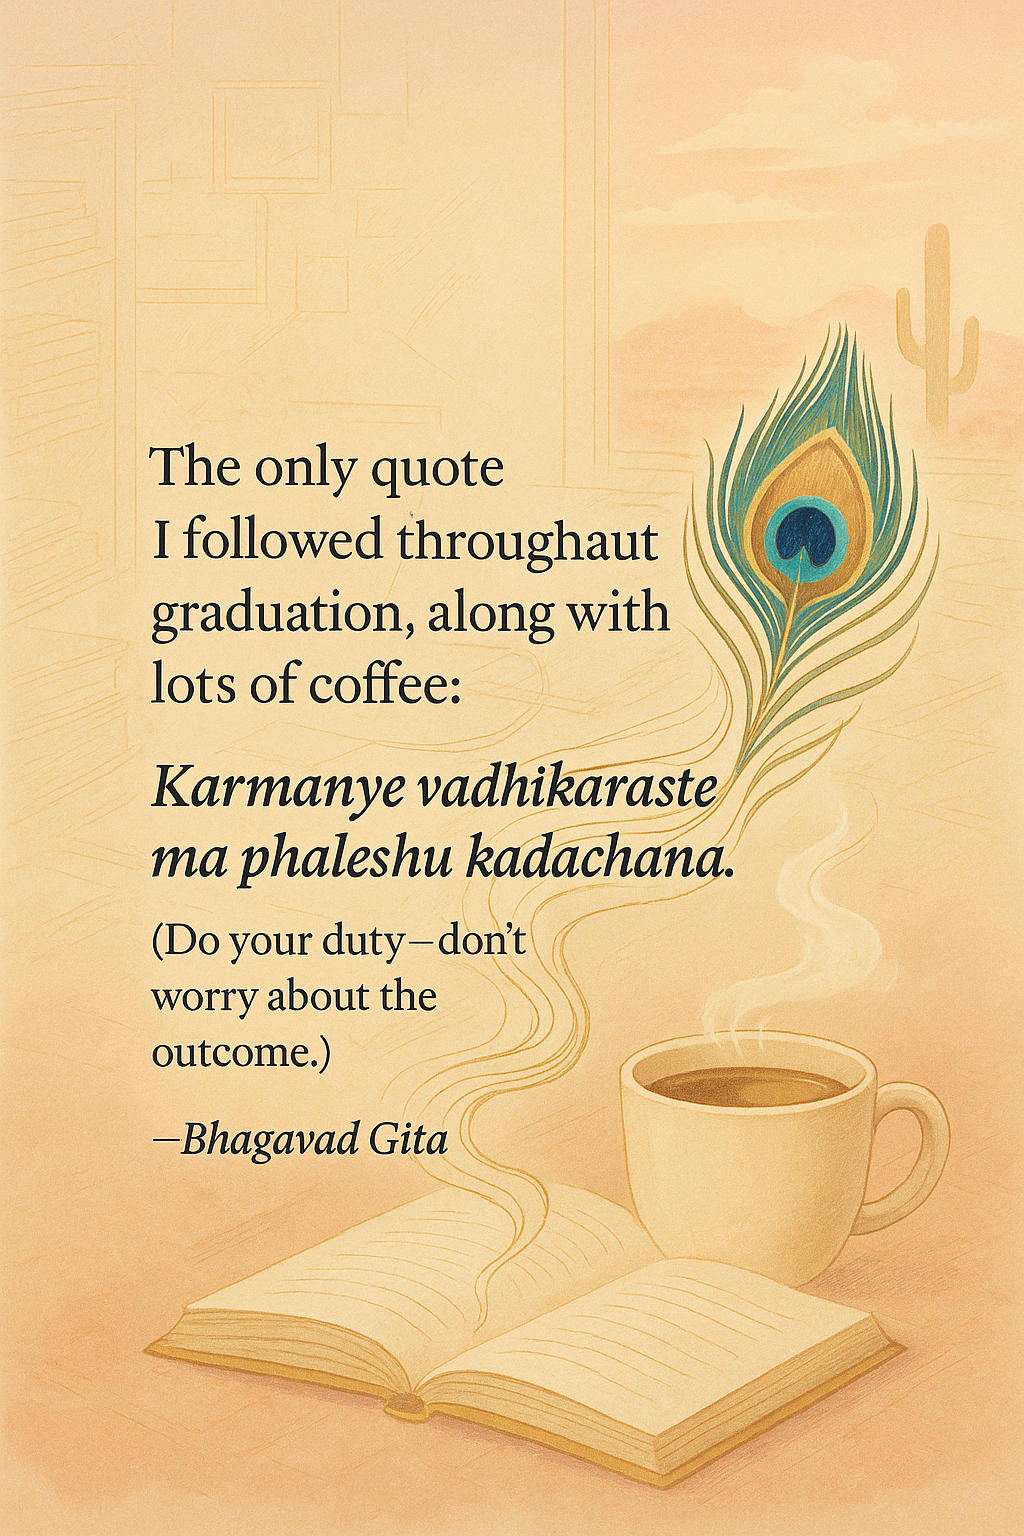 The only quote
I followed throughaut
graduation, along with
lots of coffee:
Karmanye vadhikaraste
ma phaleshu kadachana.
(Do your duty—don't
worry about the
outcome.)
—Bhagavad Gita